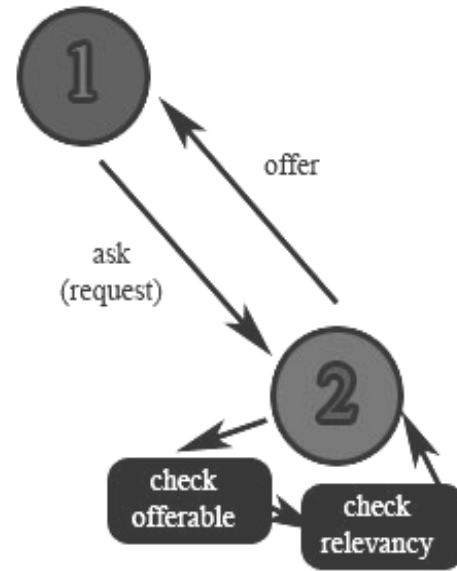 1
offer
ask
(request)
2
check
offerable
check
relevancy